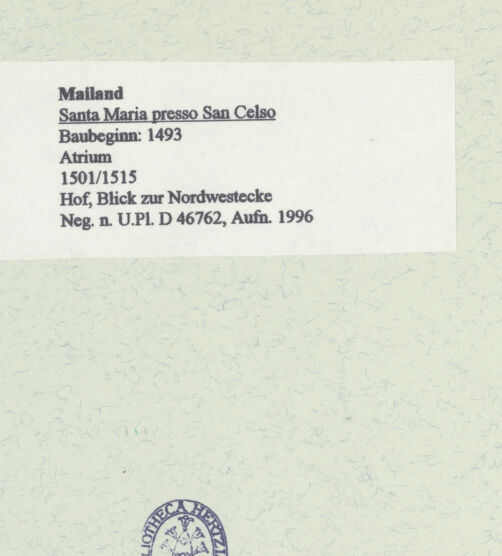 Mailand
Santa Maria presso San Celso
Baubeginn: 1493
Atrium
1501/1515
Hof, Blick zur Nordwestecke
Neg. n. U.Pl. D 46762, Aufn. 1996